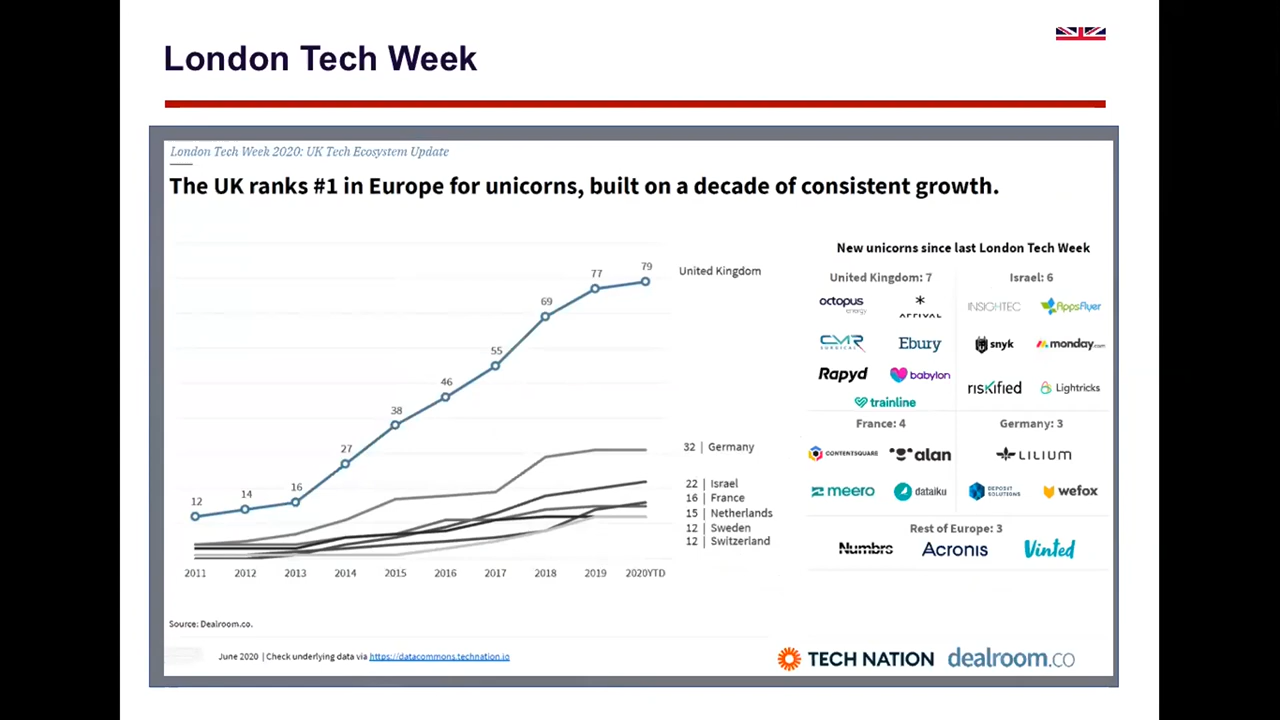 London Tech Week
London Tech Week 2020: UK Tech Ecosystem Update
The UK ranks #1 in Europe for unicorns, built on a decade of consistent growth.
12
14
16
27
38
46
55
69
77
79
United Kingdom
32 | Germany
22 | Israel
16 | France
15 | Netherlands
12 | Sweden
12 | Switzerland
2011 2012 2013 2014 2015 2016 2017 2018 2019 2020YTD
New unicorns since last London Tech Week
United Kingdom: 7
octopus
energy
ARRIVAL
CMR
SURGICAL
Ebury
Rapyd
babylon
trainline
Israel: 6
INSIGHTEC
AppsFlyer
snyk
monday.com
riskified
Lightricks
France: 4
CONTENTSQUARE
alan
meero
dataiku
Germany: 3
LILIUM
DEPOSIT
SOLUTIONS
wefox
Rest of Europe: 3
Numbrs
Acronis
Vinted
Source: Dealroom.co.
June 2020 | Check underlying data via https://datacommons.technation.io
TECH NATION
dealroom.co